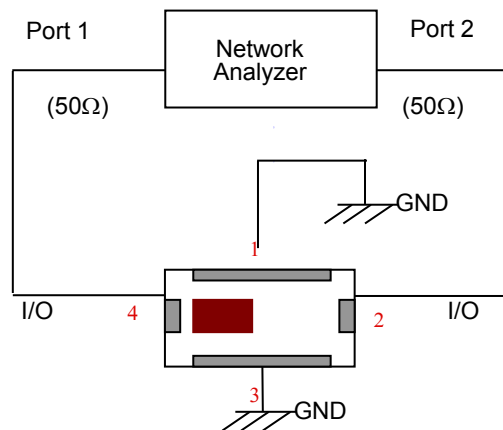 Port 1
Network
Analyzer
Port 2
(50Ω)
(50Ω)
GND
1
I/O
4
2
I/O
3
GND